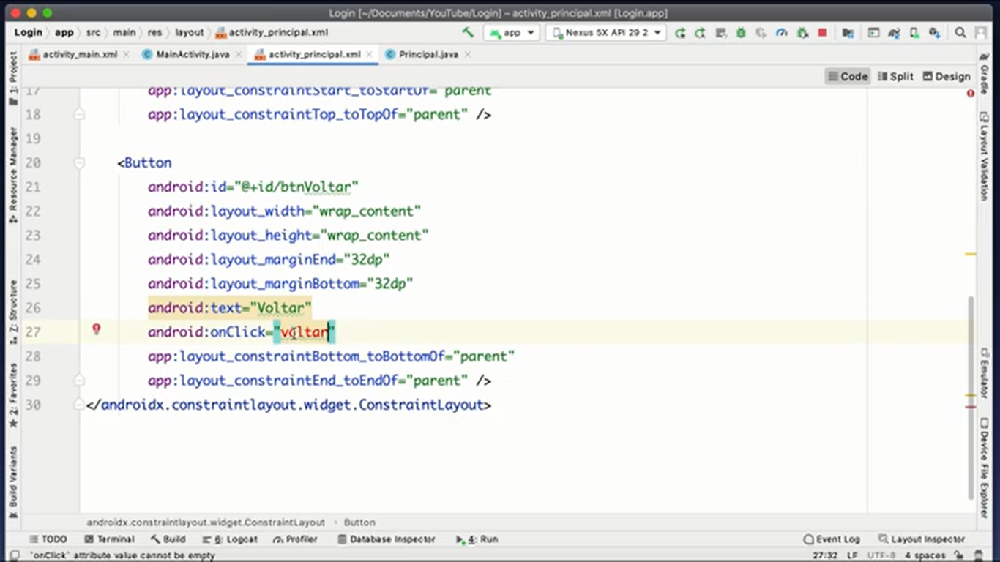 Login [~/Documents/YouTube/Login] – activity_principal.xml [Login.app]
Login app src main res layout activity_principal.xml app Nexus 5X API 29 2
activity_main.xml MainActivity.java activity_principal.xml Principal.java
Code Split Design
17 app:layout_constraintStart_toStartOf="parent"
18 app:layout_constraintTop_toTopOf="parent" />
19
20 <Button
21 android:id="@+id/btnVoltar"
22 android:layout_width="wrap_content"
23 android:layout_height="wrap_content"
24 android:layout_marginEnd="32dp"
25 android:layout_marginBottom="32dp"
26 android:text="Voltar"
27 android:onClick="voltar"
28 app:layout_constraintBottom_toBottomOf="parent"
29 app:layout_constraintEnd_toEndOf="parent" />
30 </androidx.constraintlayout.widget.ConstraintLayout>
1: Project
Resource Manager
7: Structure
2: Favorites
Build Variants
Gradle
Layout Validation
Emulator
Device File Explorer
androidx.constraintlayout.widget.ConstraintLayout › Button
TODO Terminal Build 6: Logcat Profiler Database Inspector 4: Run Event Log Layout Inspector
'onClick' attribute value cannot be empty 27:32 LF UTF-8 4 spaces